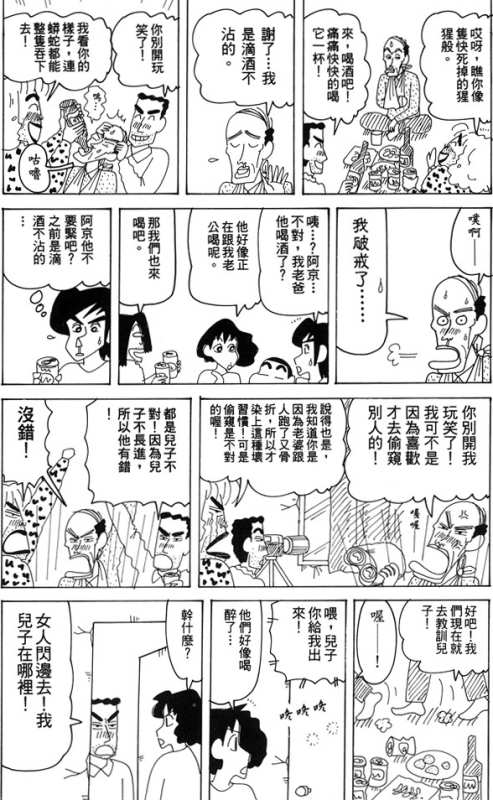 哎呀，瞧你像
隻快死掉的猩
猩般。
來，喝酒吧！
痛痛快快的喝
它一杯！
謝了…我
是滴酒不
沾的。
你別開玩
笑了！
我看你的
樣子，連
蟒蛇都能
整隻吞下
去！
咕嚕
噗啊——
我破戒了……
咦…？阿京…
不對，我老爸
他喝酒了？
他好像正
在跟我老
公喝呢。
那我們也來
喝吧。
阿京他不
要緊吧？
之前是滴
酒不沾的
…
你別開我
玩笑了！
我可不是
因為喜歡
才去偷窺
別人的！
嘎喔
說得也是，
我知道你是
因為老婆跟
人跑了又骨
折，所以才
染上這種壞
習慣！可是
偷窺是不對
的喔！
都是兒子不
對！因為兒
子不長進，
所以他有錯
！
沒錯！
好吧！我
們現在就
去教訓兒
子！
喔——！
喂，兒子
你給我出
來！
咚咚咚
他們好像喝
醉了…
幹什麼？
女人閃邊去！我
兒子在哪裡！